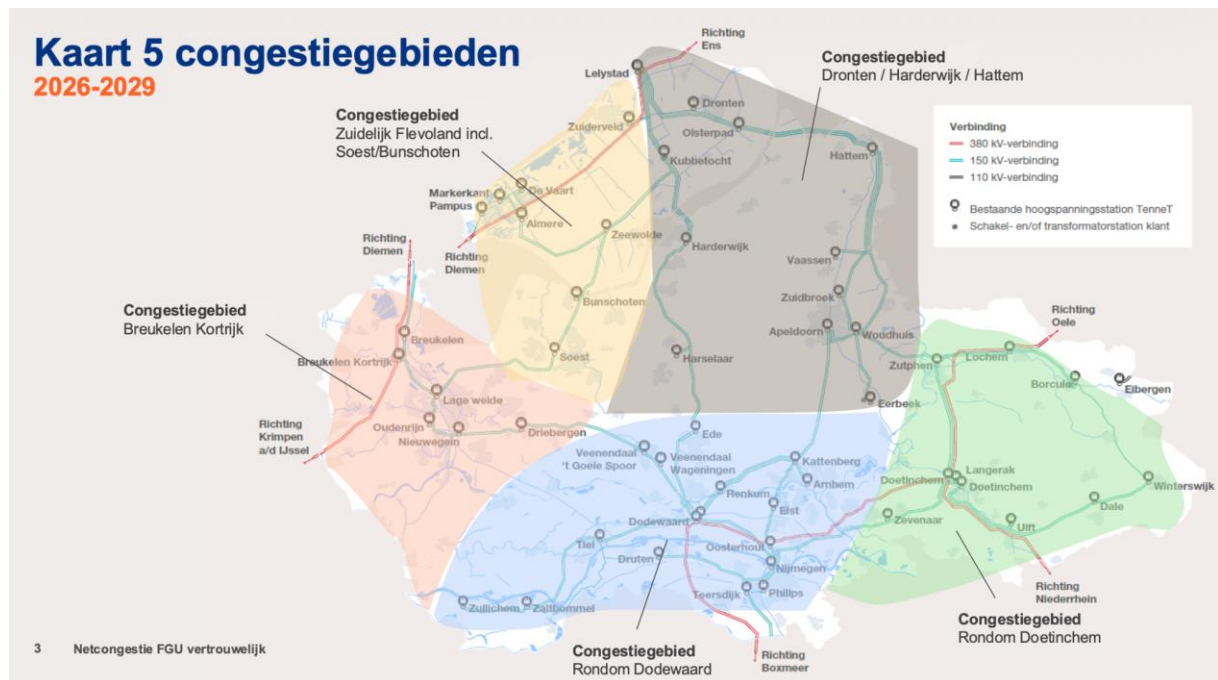 Kaart 5 congestiegebieden
2026-2029
Richting
Ens
Lelystad
Congestiegebied
Dronten / Harderwijk / Hattem
Congestiegebied
Zuidelijk Flevoland incl.
Soest/Bunschoten
Dronten
Zuiderveld
Olsterpad
Hattem
Kubbetocht
Verbinding
380 kV-verbinding
150 kV-verbinding
110 kV-verbinding
Bestaande hoogspanningsstation TenneT
Schakel- en/of transformatorstation klant
De Vaart
Markerkant
Pampus
Almere
Zeewolde
Richting
Diemen
Richting
Diemen
Harderwijk
Vaassen
Bunschoten
Zuidbroek
Congestiegebied
Breukelen Kortrijk
Apeldoorn
Woudhuis
Richting
Oele
Breukelen
Breukelen Kortrijk
Soest
Harselaar
Lochem
Zutphen
Borculo
Eibergen
Lage weide
Eerbeek
Oudenrijn
Nieuwegein
Driebergen
Ede
Richting
Krimpen
a/d IJssel
Veenendaal
't Goeie Spoor
Veenendaal
Wageningen
Kattenberg
Arnhem
Renkum
Elst
Langerak
Doetinchem
Doetinchem
Winterswijk
Dale
Zevenaar
Ulft
Dodewaard
Tiel
Druten
Oosterhout
Nijmegen
Teersdijk
Philips
Zuilichem
Zaltbommel
Richting
Niederrhein
Congestiegebied
Rondom Doetinchem
Congestiegebied
Rondom Dodewaard
Richting
Boxmeer
3 Netcongestie FGU vertrouwelijk